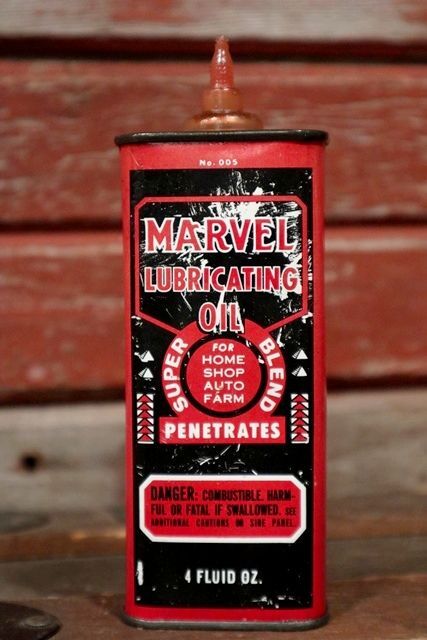 No. 005
MARVEL
LUBRICATING
OIL
SUPER BLEND
FOR
HOME
SHOP
AUTO
FARM
PENETRATES
DANGER: COMBUSTIBLE. HARM-
FUL OR FATAL IF SWALLOWED. SEE
ADDITIONAL CAUTIONS ON SIDE PANEL.
4 FLUID OZ.